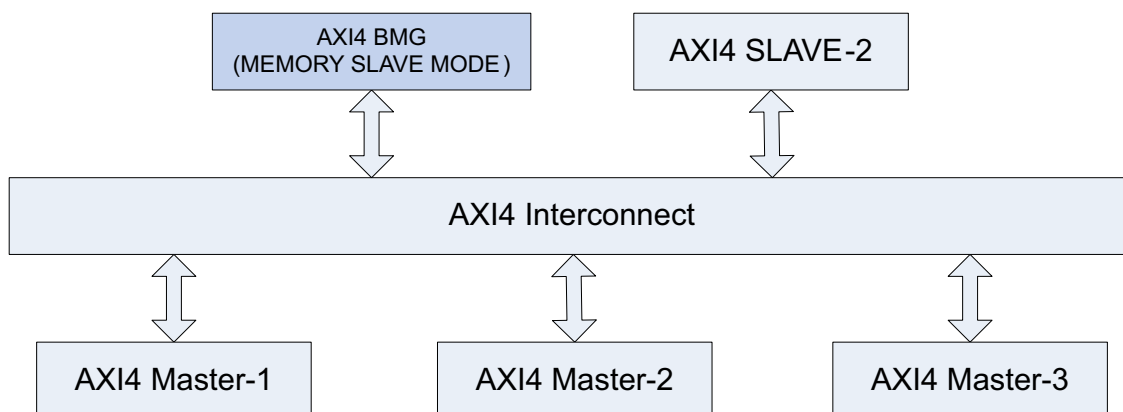 AXI4 BMG
(MEMORY SLAVE MODE)
AXI4 SLAVE-2
AXI4 Interconnect
AXI4 Master-1
AXI4 Master-2
AXI4 Master-3